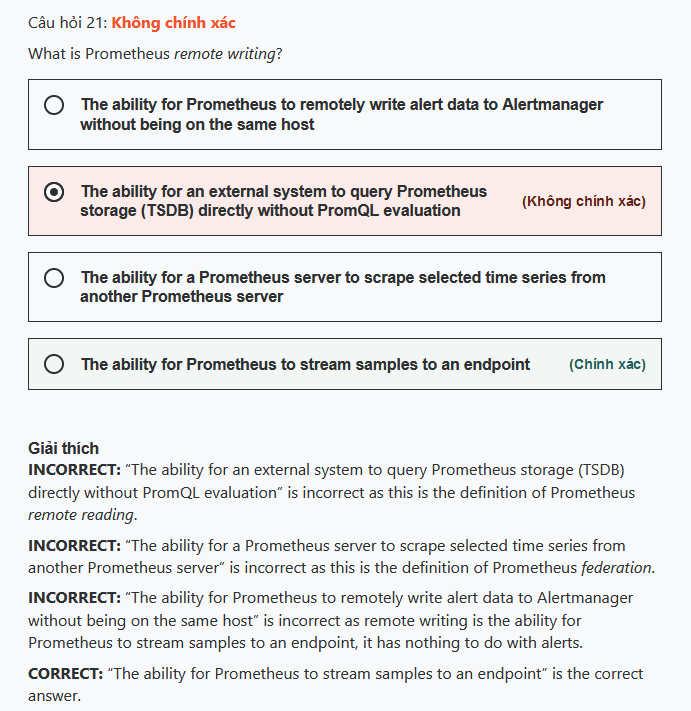 Câu hỏi 21: Không chính xác
What is Prometheus remote writing?
The ability for Prometheus to remotely write alert data to Alertmanager
without being on the same host
The ability for an external system to query Prometheus
storage (TSDB) directly without PromQL evaluation
(Không chính xác)
The ability for a Prometheus server to scrape selected time series from
another Prometheus server
The ability for Prometheus to stream samples to an endpoint
(Chính xác)
Giải thích
INCORRECT: “The ability for an external system to query Prometheus storage (TSDB)
directly without PromQL evaluation” is incorrect as this is the definition of Prometheus
remote reading.
INCORRECT: “The ability for a Prometheus server to scrape selected time series from
another Prometheus server” is incorrect as this is the definition of Prometheus federation.
INCORRECT: “The ability for Prometheus to remotely write alert data to Alertmanager
without being on the same host“ is incorrect as remote writing is the ability for
Prometheus to stream samples to an endpoint, it has nothing to do with alerts.
CORRECT: “The ability for Prometheus to stream samples to an endpoint” is the correct
answer.